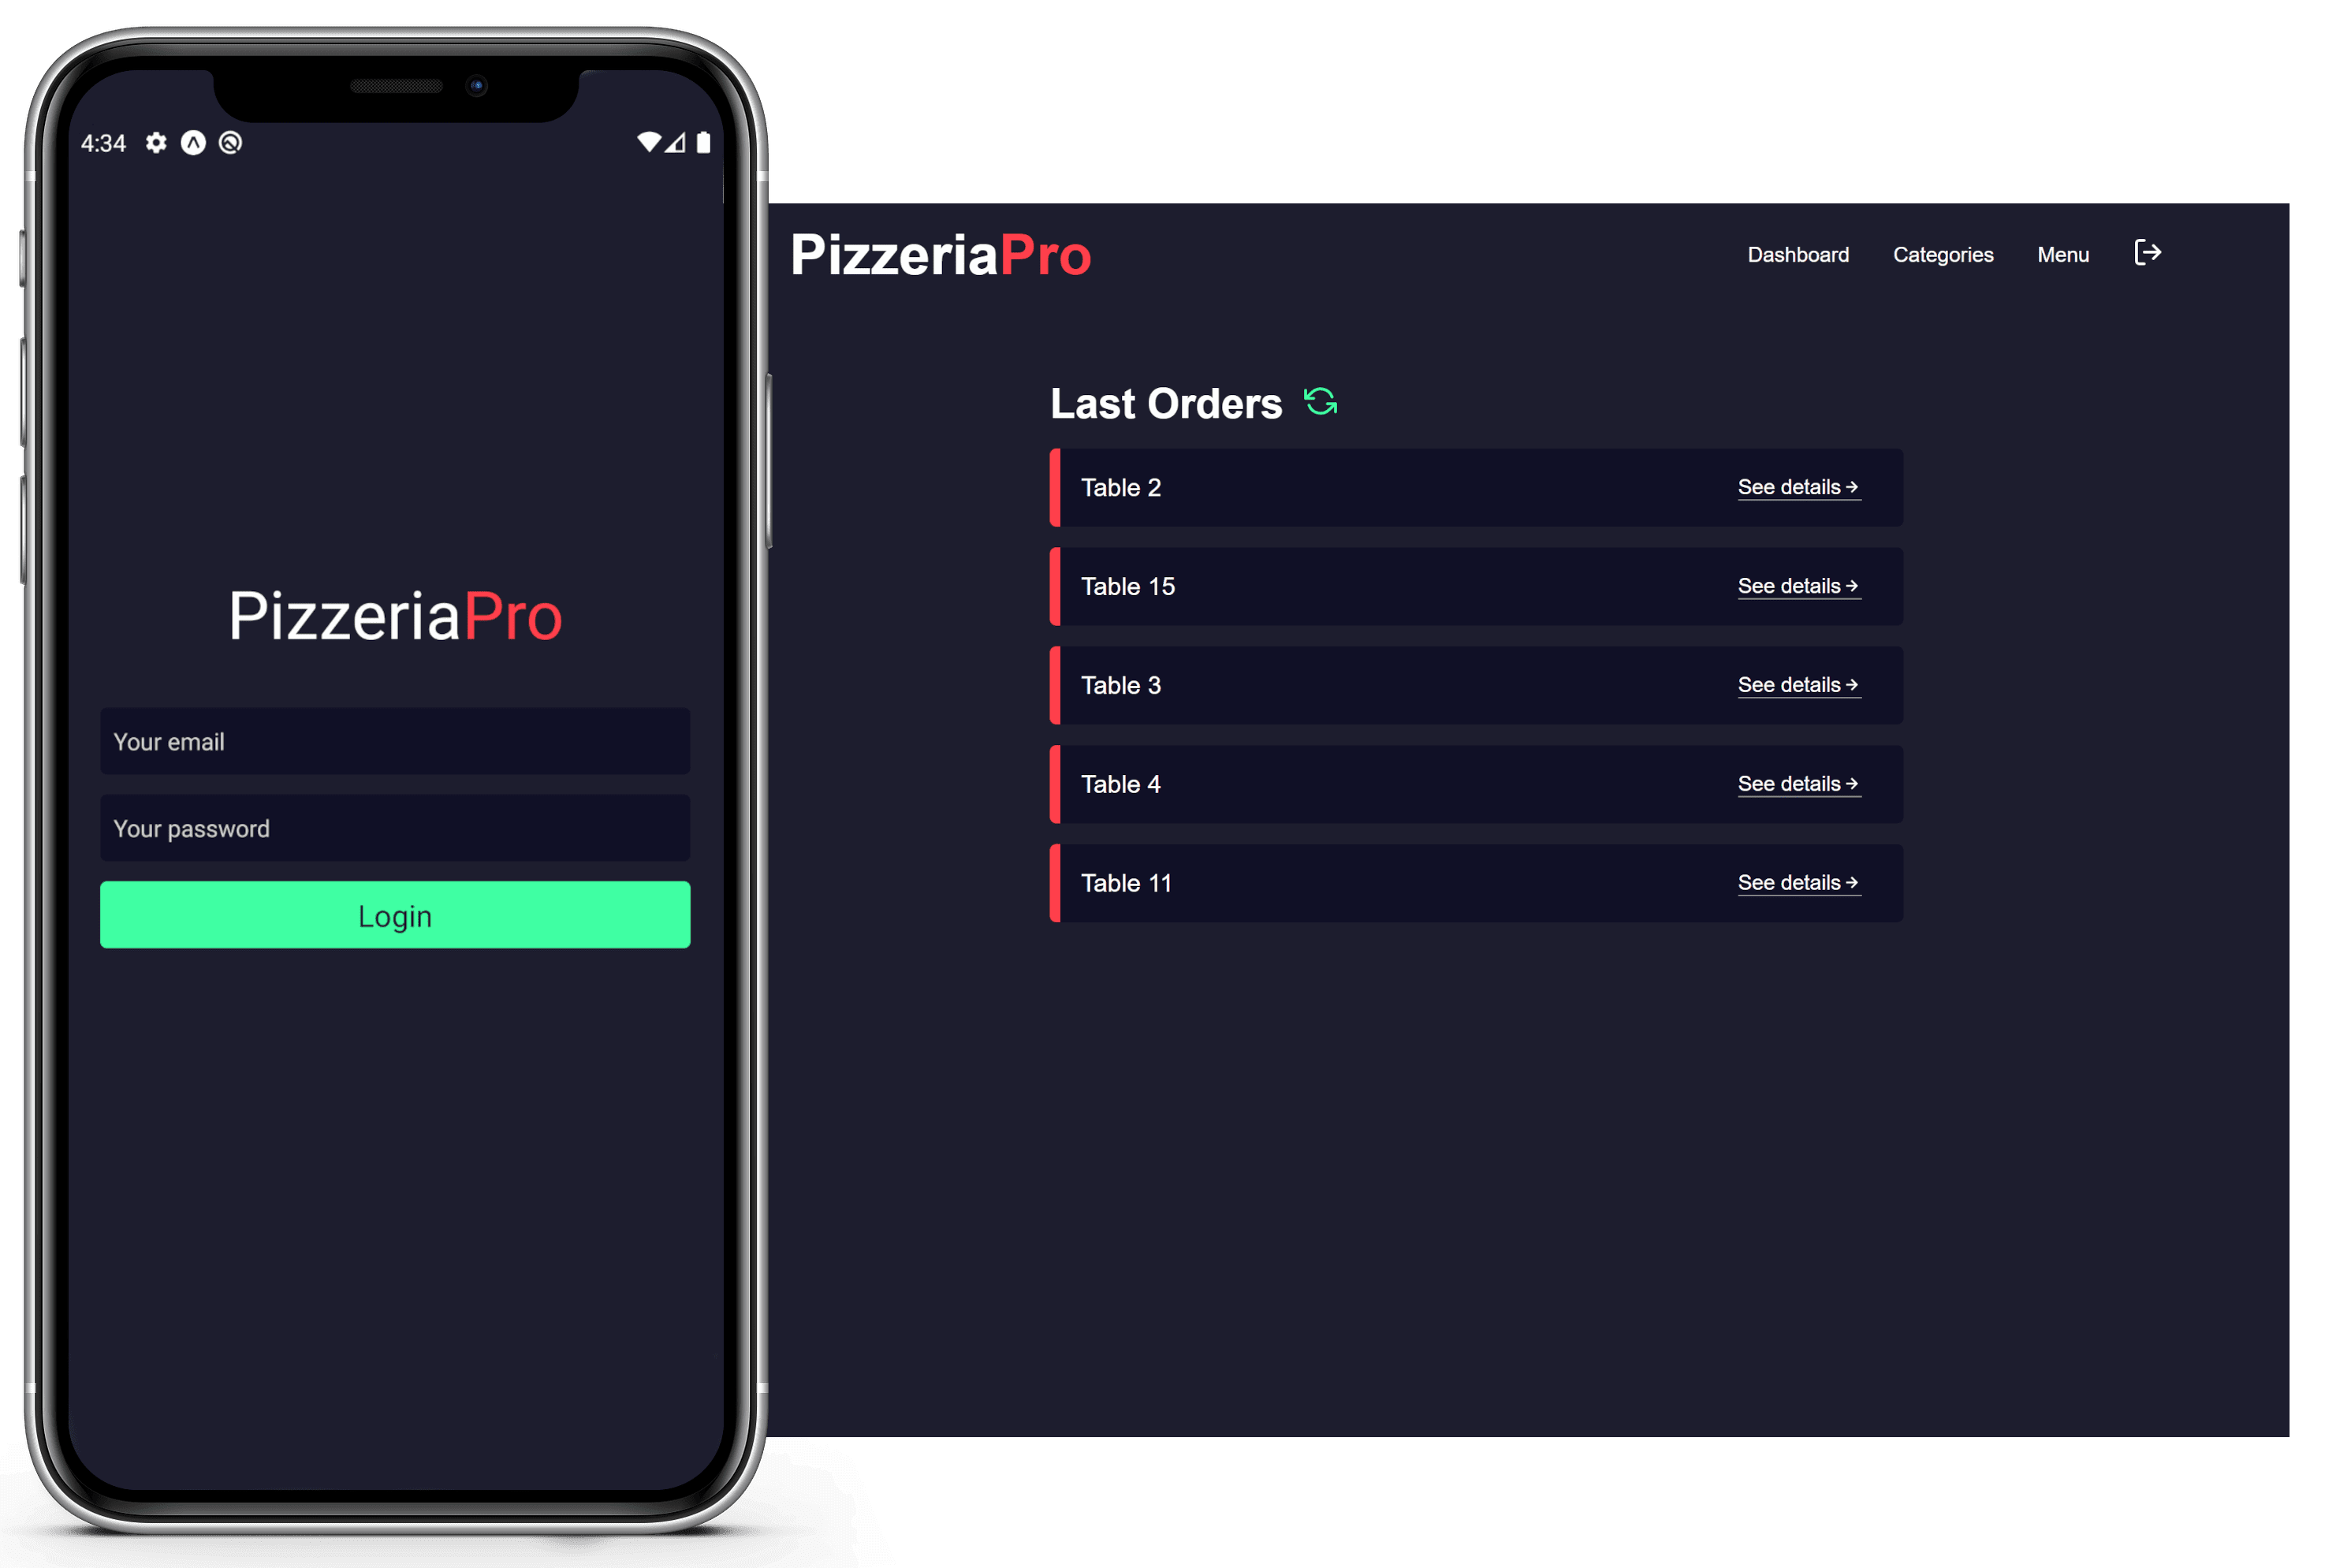 4:34
PizzeriaPro
Your email
Your password
Login
PizzeriaPro
Dashboard
Categories
Menu
Last Orders
Table 2
See details
Table 15
See details
Table 3
See details
Table 4
See details
Table 11
See details